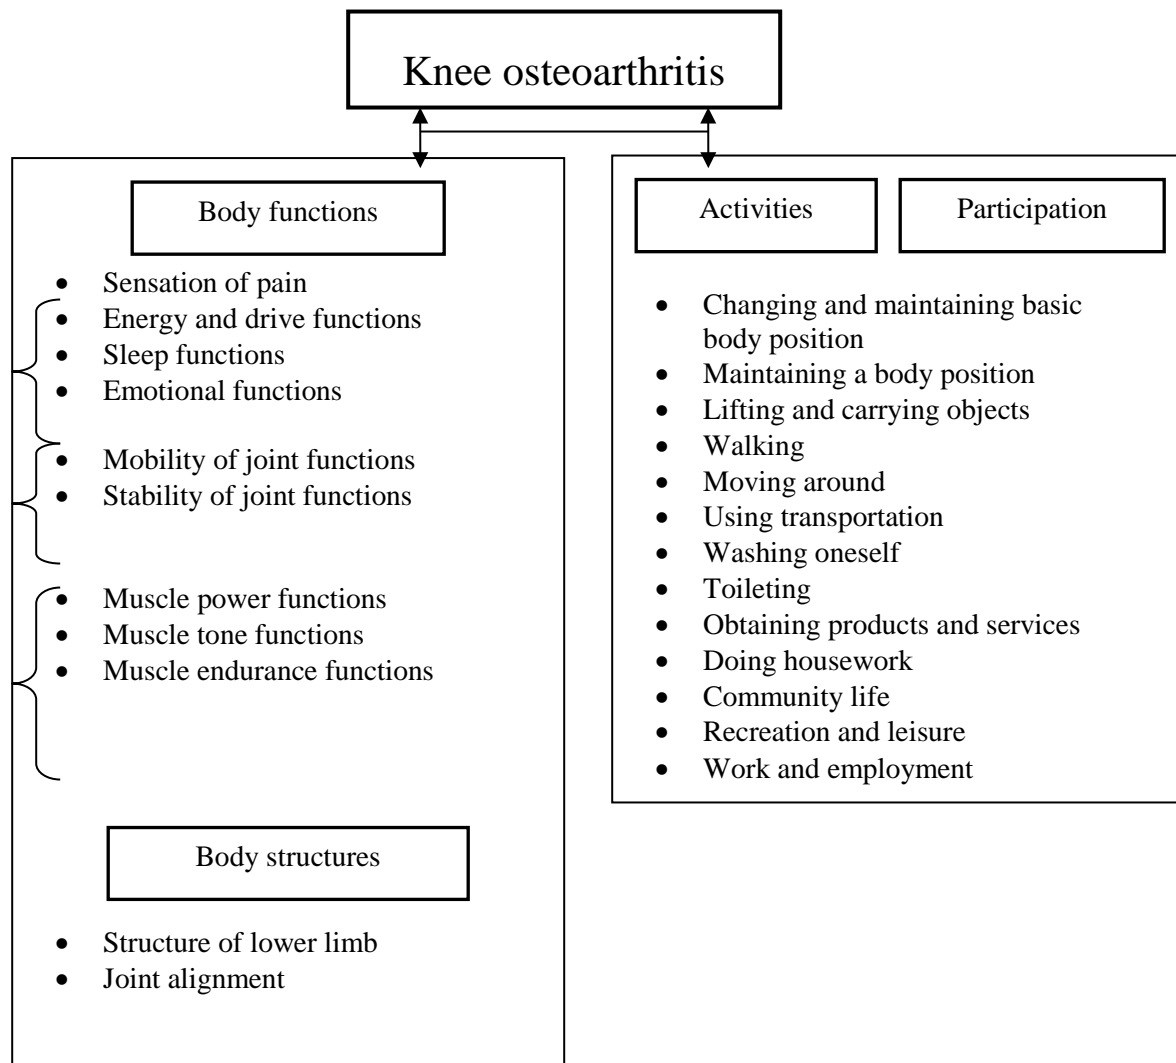 Knee osteoarthritis
Body functions
• Sensation of pain
• Energy and drive functions
• Sleep functions
• Emotional functions
• Mobility of joint functions
• Stability of joint functions
• Muscle power functions
• Muscle tone functions
• Muscle endurance functions
Body structures
• Structure of lower limb
• Joint alignment
Activities
Participation
• Changing and maintaining basic
body position
• Maintaining a body position
• Lifting and carrying objects
• Walking
• Moving around
• Using transportation
• Washing oneself
• Toileting
• Obtaining products and services
• Doing housework
• Community life
• Recreation and leisure
• Work and employment